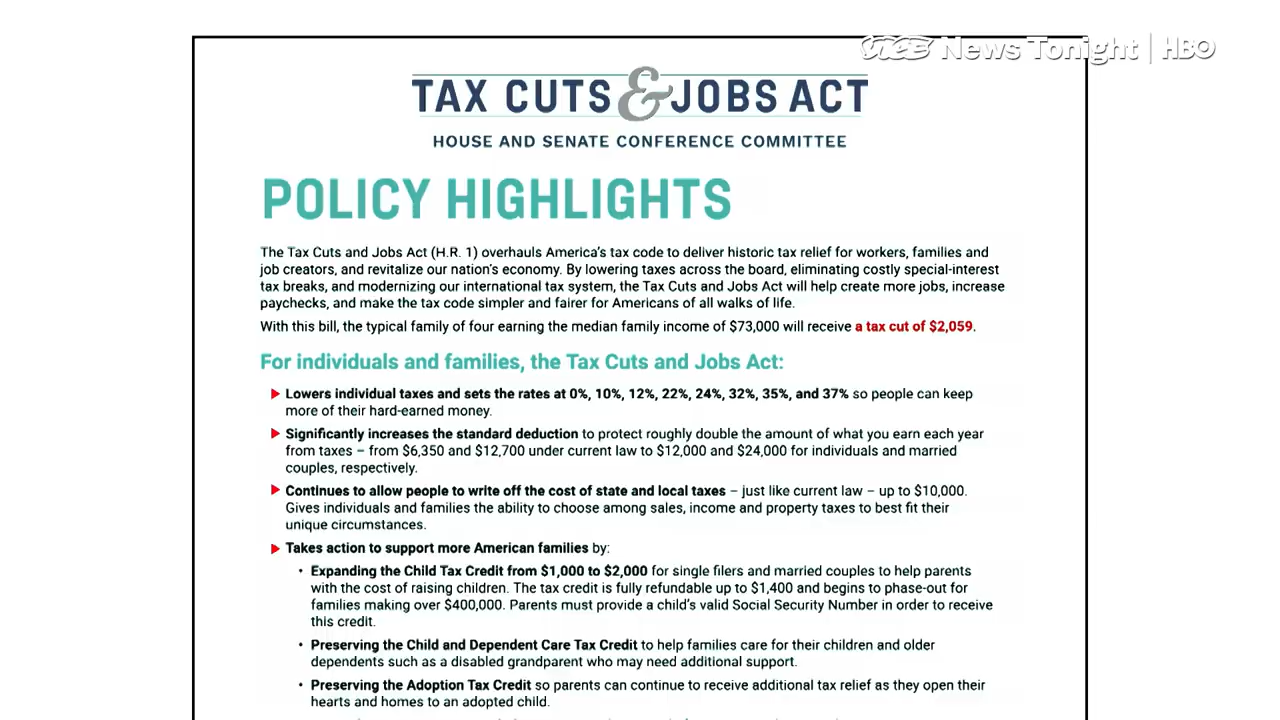 VICE News Tonight | HBO
TAX CUTS & JOBS ACT
HOUSE AND SENATE CONFERENCE COMMITTEE
POLICY HIGHLIGHTS
The Tax Cuts and Jobs Act (H.R. 1) overhauls America's tax code to deliver historic tax relief for workers, families and
job creators, and revitalize our nation's economy. By lowering taxes across the board, eliminating costly special-interest
tax breaks, and modernizing our international tax system, the Tax Cuts and Jobs Act will help create more jobs, increase
paychecks, and make the tax code simpler and fairer for Americans of all walks of life.
With this bill, the typical family of four earning the median family income of $73,000 will receive a tax cut of $2,059.
For individuals and families, the Tax Cuts and Jobs Act:
Lowers individual taxes and sets the rates at 0%, 10%, 12%, 22%, 24%, 32%, 35%, and 37% so people can keep
more of their hard-earned money.
Significantly increases the standard deduction to protect roughly double the amount of what you earn each year
from taxes – from $6,350 and $12,700 under current law to $12,000 and $24,000 for individuals and married
couples, respectively.
Continues to allow people to write off the cost of state and local taxes – just like current law – up to $10,000.
Gives individuals and families the ability to choose among sales, income and property taxes to best fit their
unique circumstances.
Takes action to support more American families by:
• Expanding the Child Tax Credit from $1,000 to $2,000 for single filers and married couples to help parents
with the cost of raising children. The tax credit is fully refundable up to $1,400 and begins to phase-out for
families making over $400,000. Parents must provide a child's valid Social Security Number in order to receive
this credit.
• Preserving the Child and Dependent Care Tax Credit to help families care for their children and older
dependents such as a disabled grandparent who may need additional support.
• Preserving the Adoption Tax Credit so parents can continue to receive additional tax relief as they open their
hearts and homes to an adopted child.